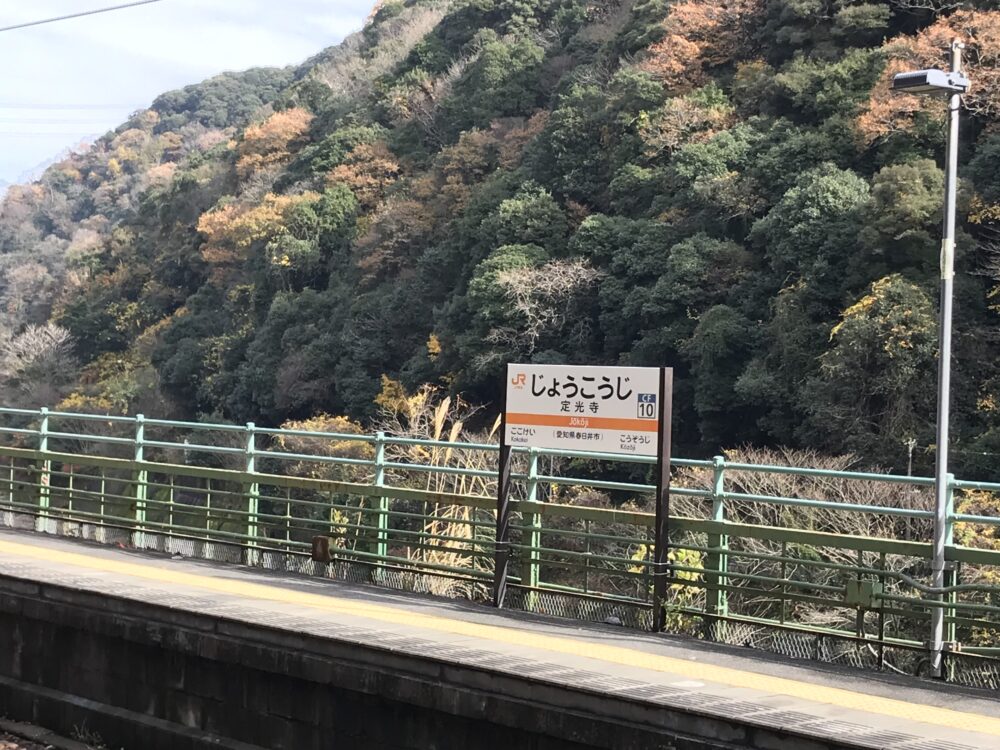 JR じょうこうじ
定光寺
CF
10
Jōkōji
ここけい (愛知県春日井市) こうぞうじ
Kokokei Kōzōji